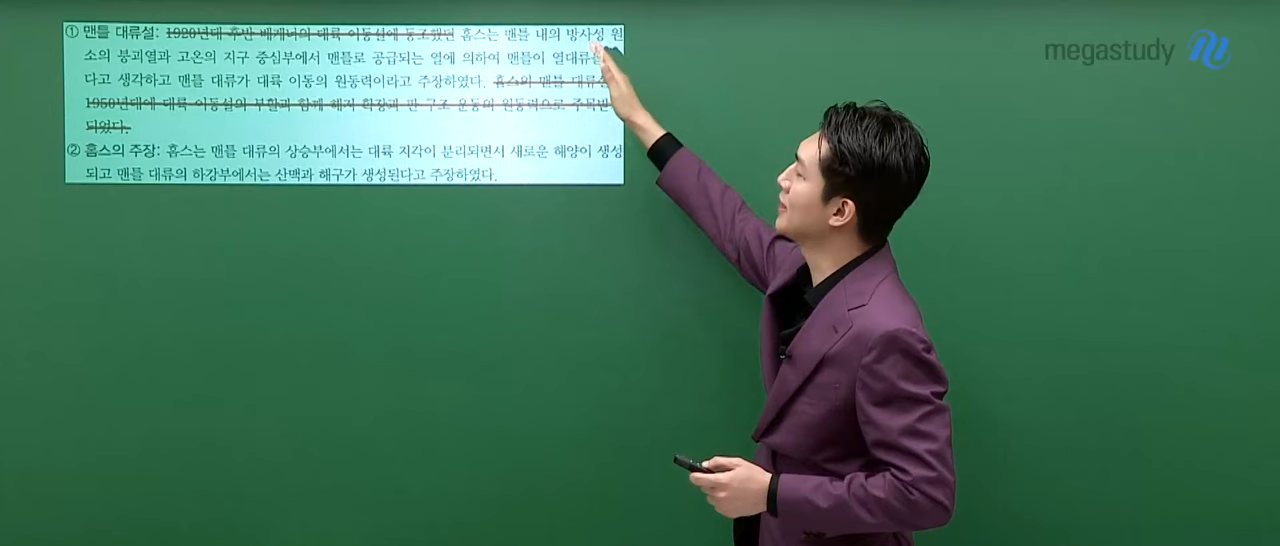 ① 맨틀 대류설: 1920년대 후반 베게너의 대륙 이동설에 동조했던 홈스는 맨틀 내의 방사성 원
소의 붕괴열과 고온의 지구 중심부에서 맨틀로 공급되는 열에 의하여 맨틀이 열대류한
다고 생각하고 맨틀 대류가 대륙 이동의 원동력이라고 주장하였다. 홈스의 맨틀 대류설
1950년대에 대륙 이동설의 부활과 함께 해저 확장과 판 구조 운동의 원동력으로 주목받
되었다.
② 홈스의 주장: 홈스는 맨틀 대류의 상승부에서는 대륙 지각이 분리되면서 새로운 해양이 생성
되고 맨틀 대류의 하강부에서는 산맥과 해구가 생성된다고 주장하였다.
megastudy